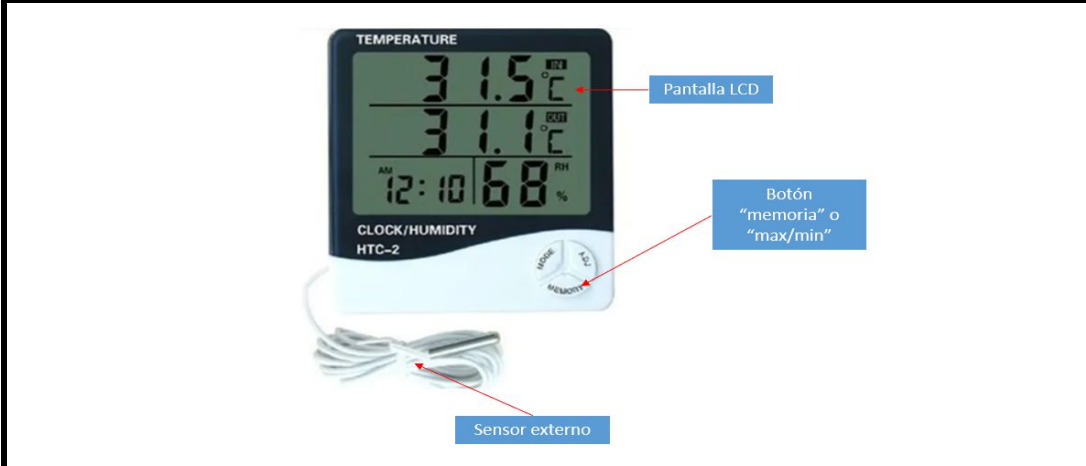 TEMPERATURE
31.5 °C IN
Pantalla LCD
31.1 °C OUT
AM 12:10 68 % RH
Botón
“memoria” o
“max/min”
CLOCK/HUMIDITY
HTC-2
MODE ADJ
MEMORY
Sensor externo